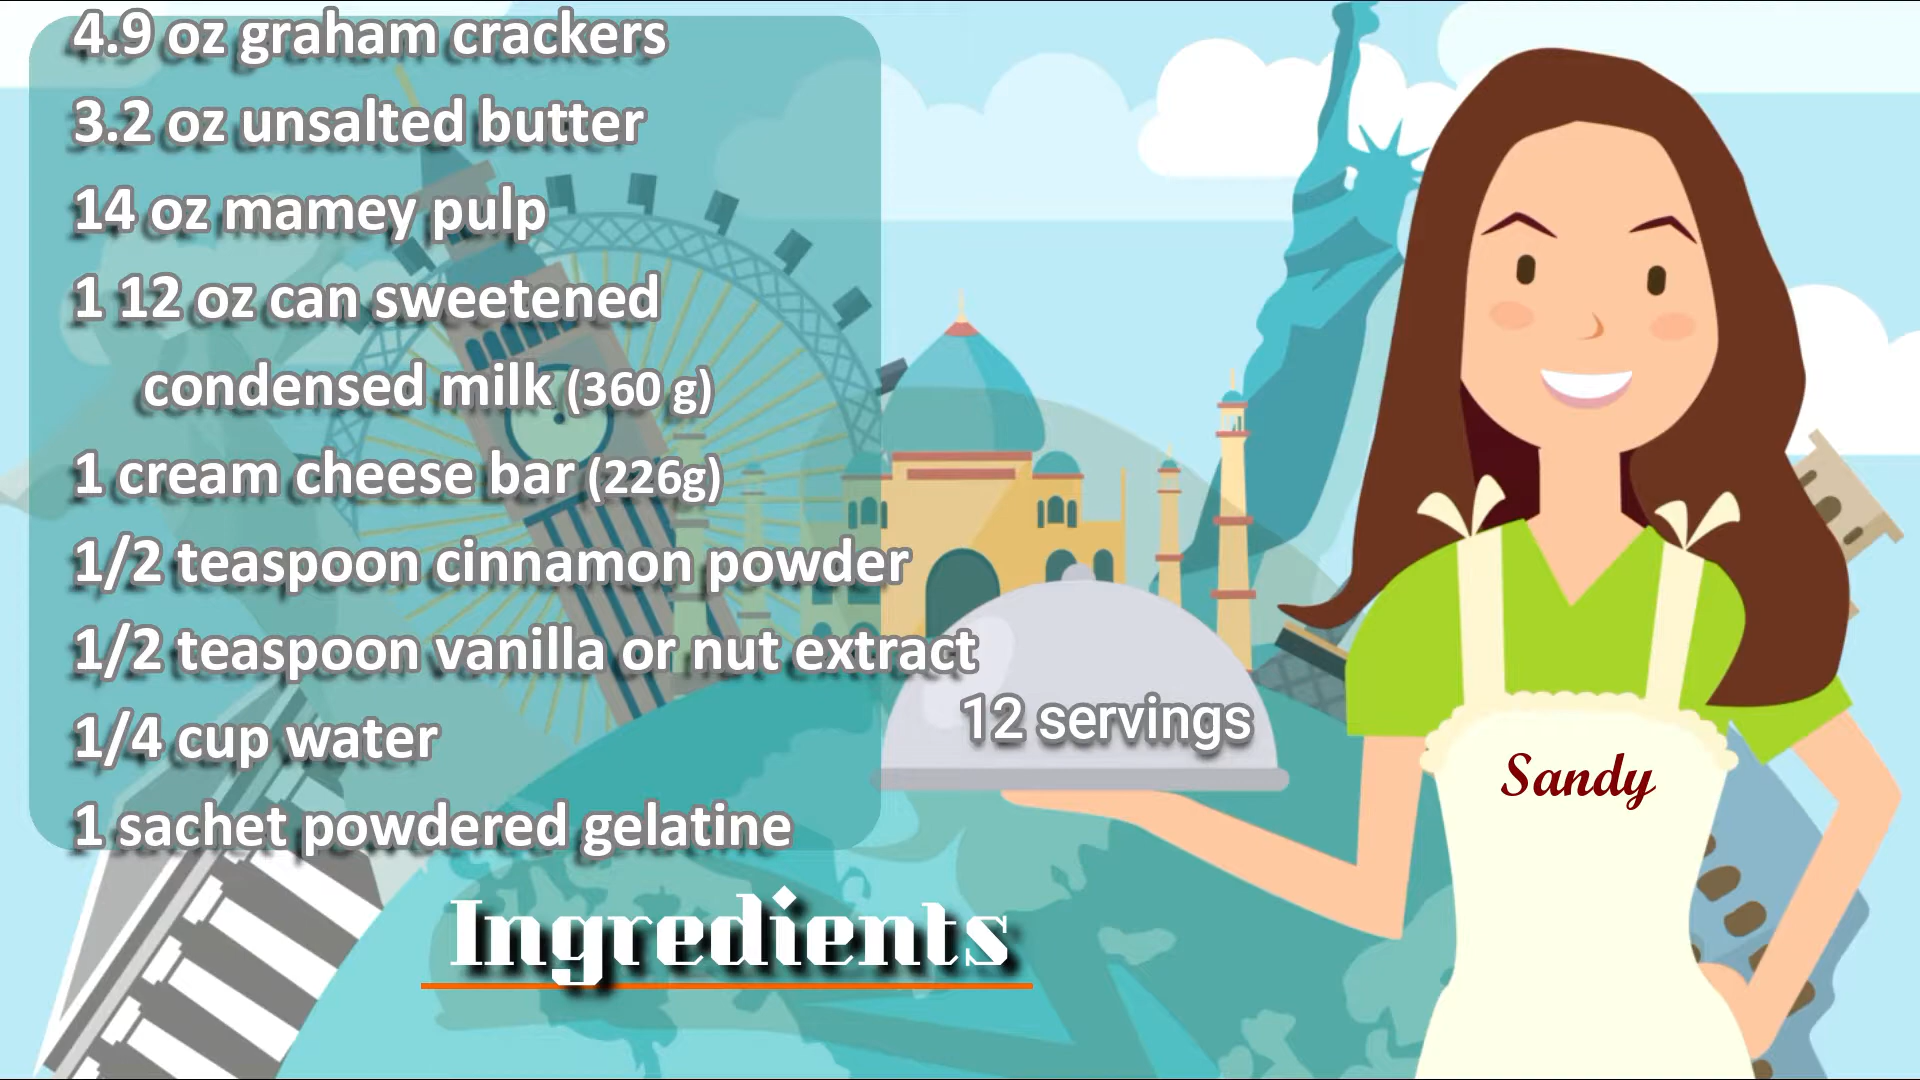 4.9 oz graham crackers
3.2 oz unsalted butter
14 oz mamey pulp
1 12 oz can sweetened
condensed milk (360 g)
1 cream cheese bar (226g)
1/2 teaspoon cinnamon powder
1/2 teaspoon vanilla or nut extract
1/4 cup water
1 sachet powdered gelatine
12 servings
Sandy
Ingredients